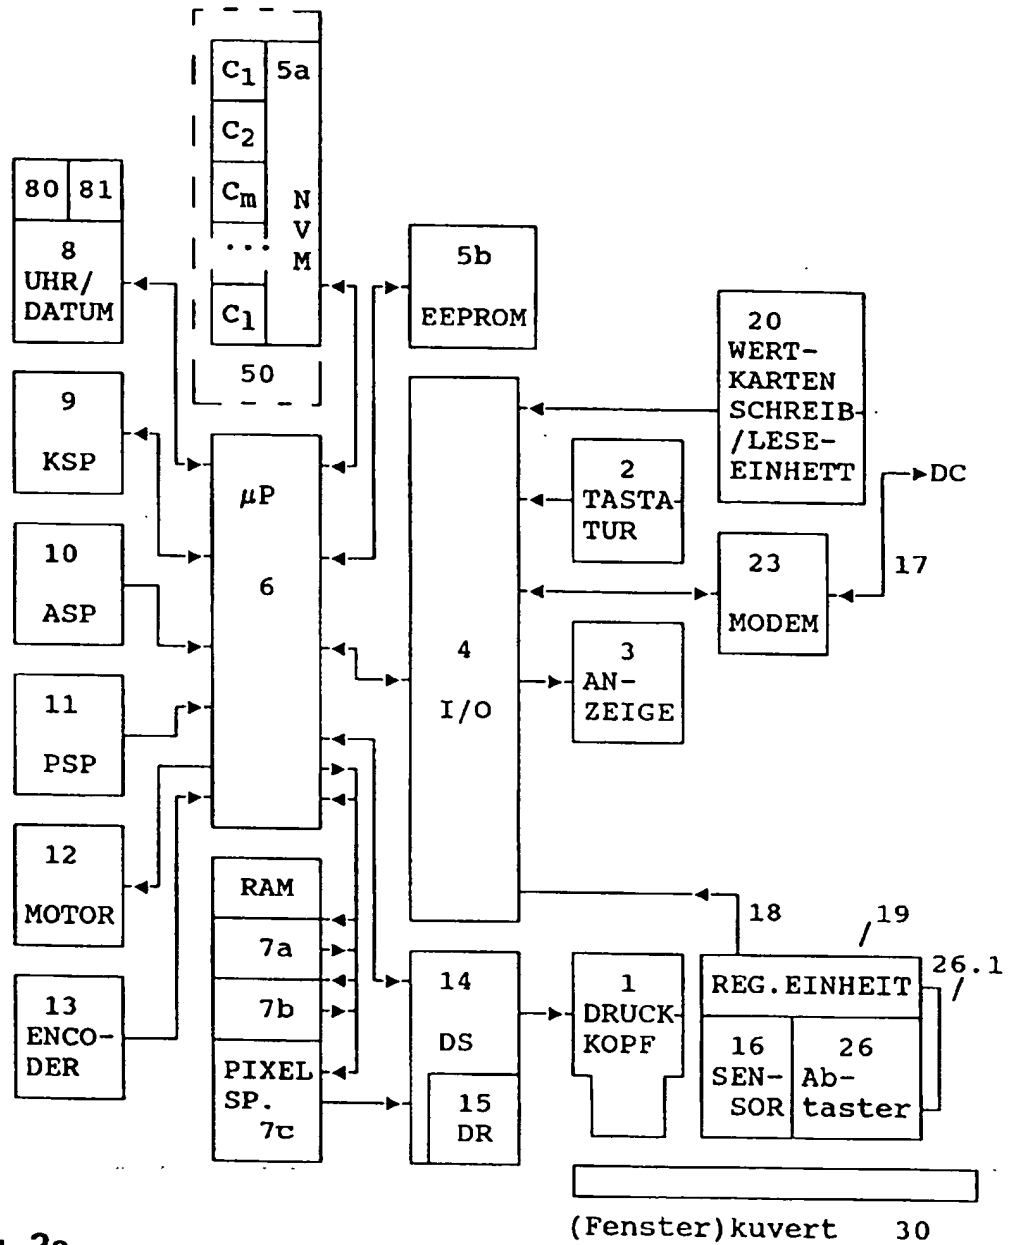 C1 5a
C2
Cm
...
Cl
N
V
M
50
80 81
8
UHR/
DATUM
9
KSP
10
ASP
11
PSP
12
MOTOR
13
ENCO-
DER
µP
6
RAM
7a
7b
PIXEL
SP.
7c
5b
EEPROM
4
I/O
14
DS
15
DR
20
WERT-
KARTEN
SCHREIB-
/LESE-
EINHETT
2
TASTA-
TUR
23
MODEM
DC
17
3
AN-
ZEIGE
18
19
26.1
1
DRUCK-
KOPF
REG.EINHEIT
16
SEN-
SOR
26
Ab-
taster
(Fenster)kuvert 30